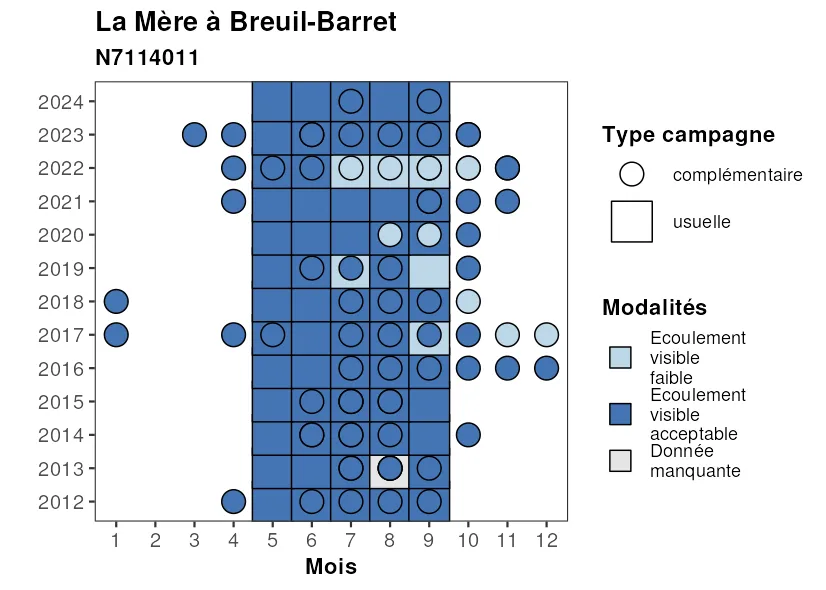 La Mère à Breuil-Barret
N7114011
2024
2023
2022
2021
2020
2019
2018
2017
2016
2015
2014
2013
2012
1 2 3 4 5 6 7 8 9 10 11 12
Mois
Type campagne
complémentaire
usuelle
Modalités
Ecoulement
visible
faible
Ecoulement
visible
acceptable
Donnée
manquante